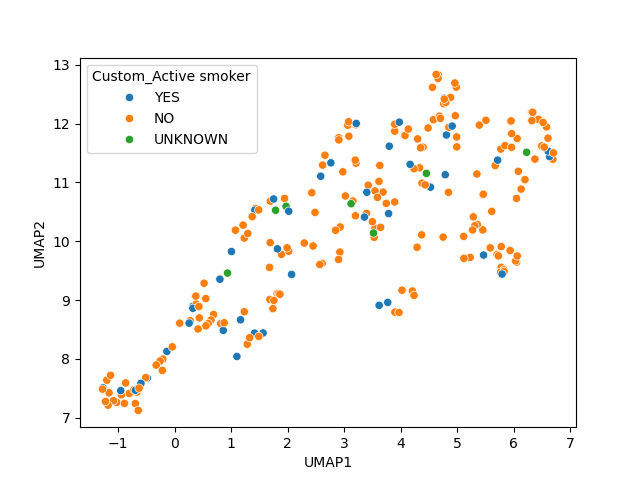 Custom_Active smoker
YES
NO
UNKNOWN
13
12
11
10
9
8
7
UMAP2
−1 0 1 2 3 4 5 6 7
UMAP1